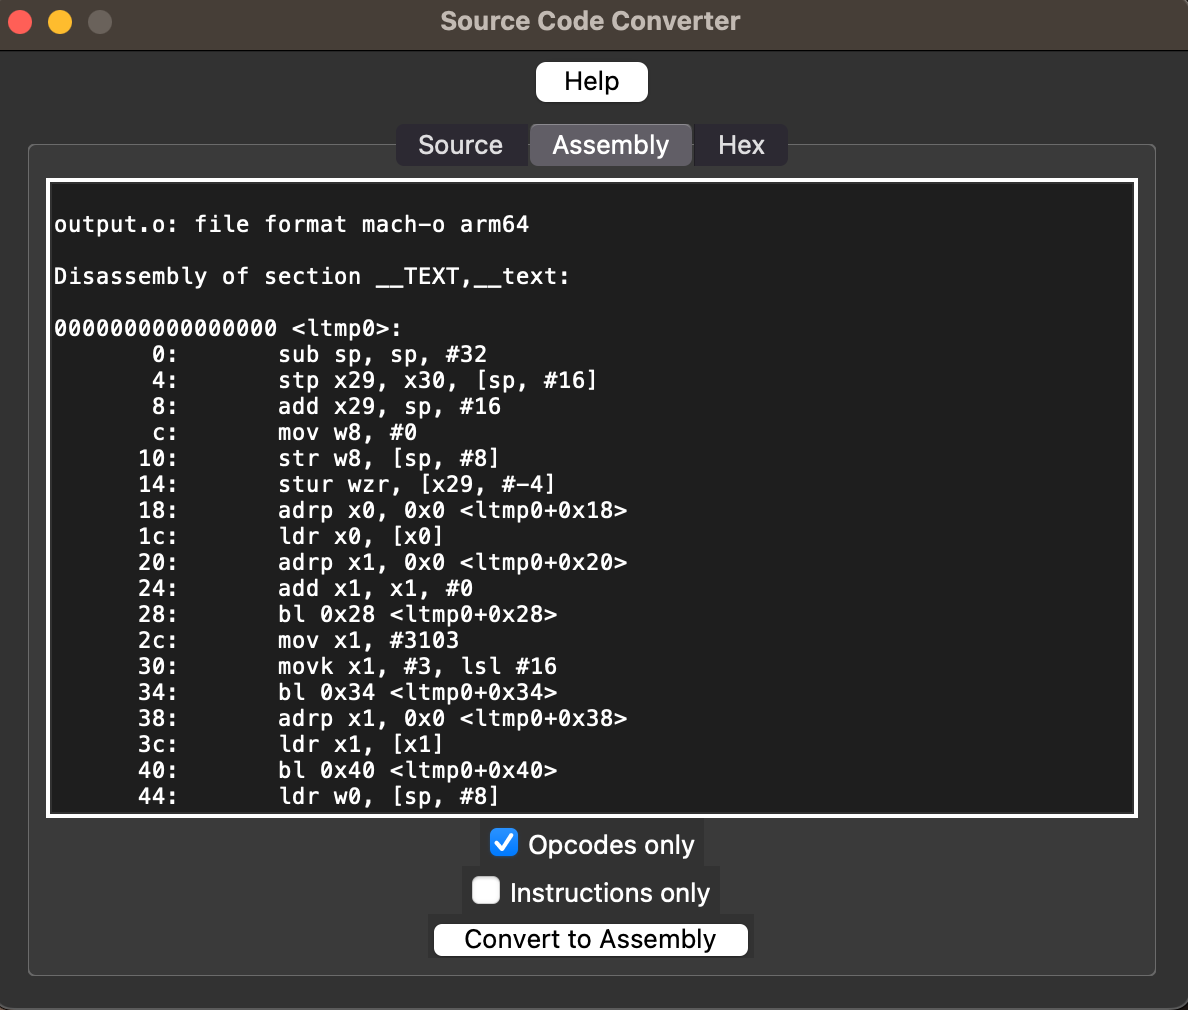 Source Code Converter
Help
Source Assembly Hex
output.o: file format mach-o arm64
Disassembly of section __TEXT,__text:
0000000000000000 <ltmp0>:
0: sub sp, sp, #32
4: stp x29, x30, [sp, #16]
8: add x29, sp, #16
c: mov w8, #0
10: str w8, [sp, #8]
14: stur wzr, [x29, #-4]
18: adrp x0, 0x0 <ltmp0+0x18>
1c: ldr x0, [x0]
20: adrp x1, 0x0 <ltmp0+0x20>
24: add x1, x1, #0
28: bl 0x28 <ltmp0+0x28>
2c: mov x1, #3103
30: movk x1, #3, lsl #16
34: bl 0x34 <ltmp0+0x34>
38: adrp x1, 0x0 <ltmp0+0x38>
3c: ldr x1, [x1]
40: bl 0x40 <ltmp0+0x40>
44: ldr w0, [sp, #8]
Opcodes only
Instructions only
Convert to Assembly